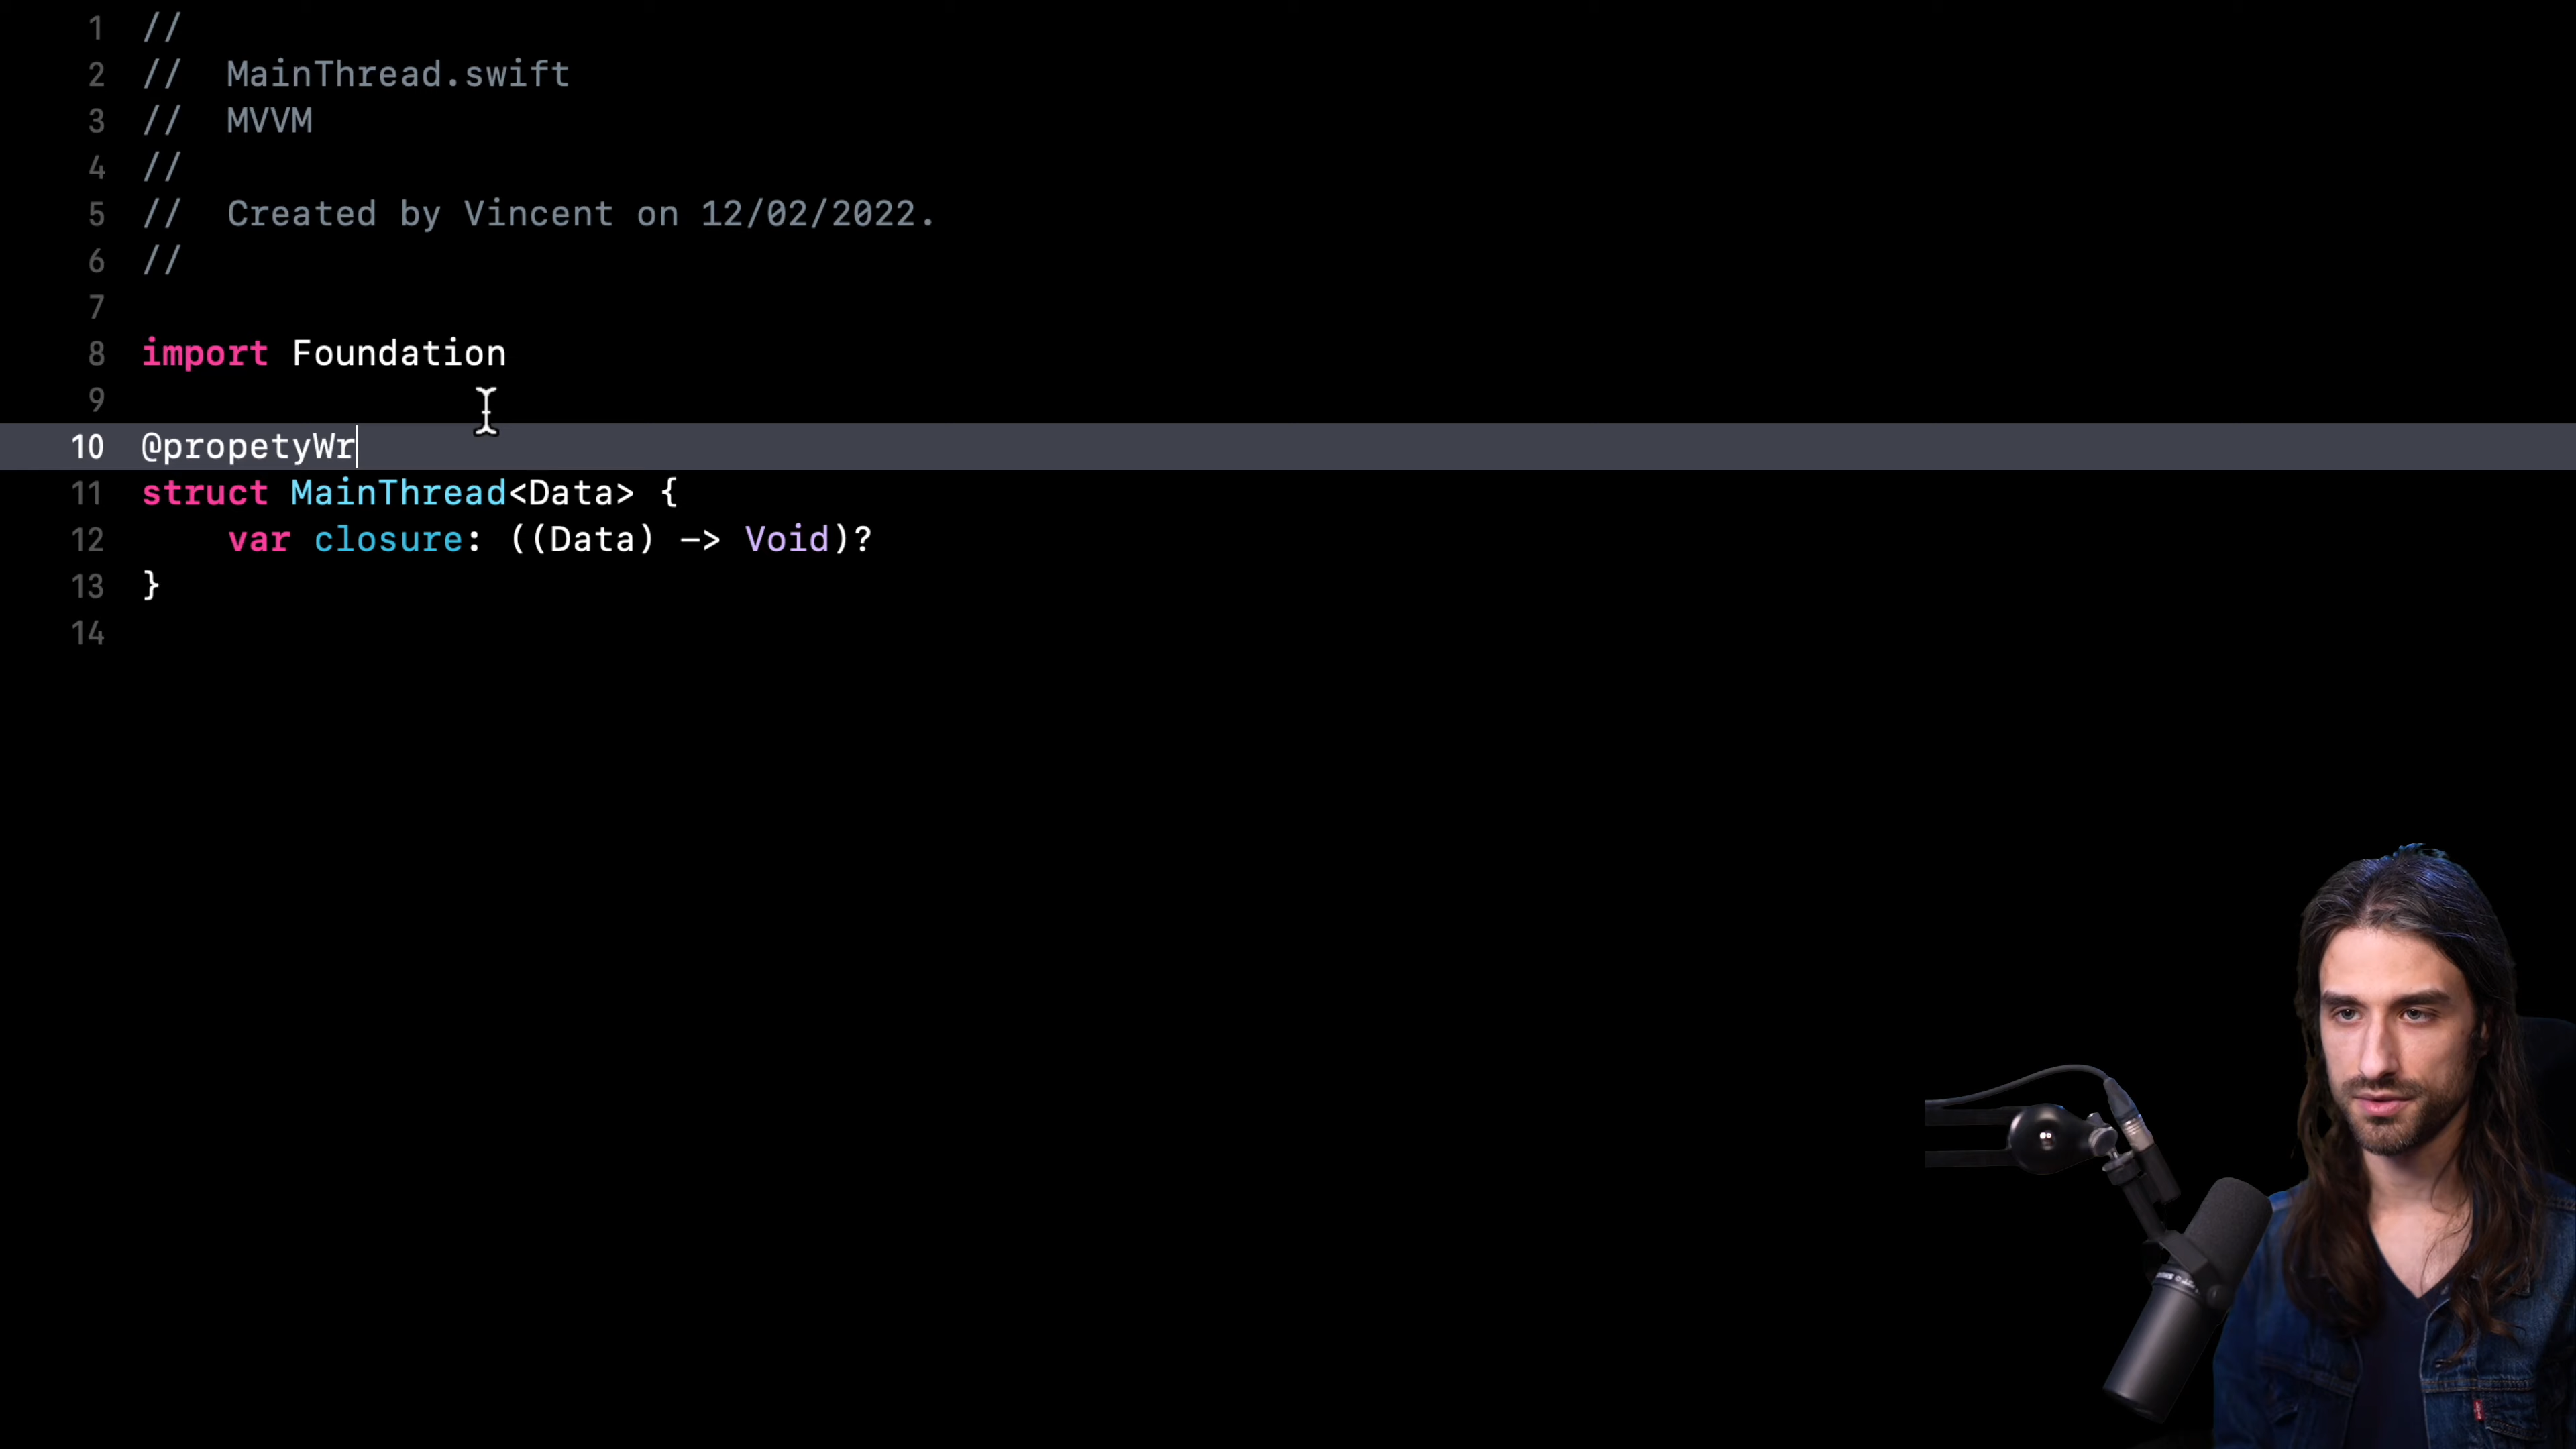 1 //
2 //  MainThread.swift
3 //  MVVM
4 //
5 //  Created by Vincent on 12/02/2022.
6 //
7
8 import Foundation
9
10 @propetyWr
11 struct MainThread<Data> {
12     var closure: ((Data) -> Void)?
13 }
14